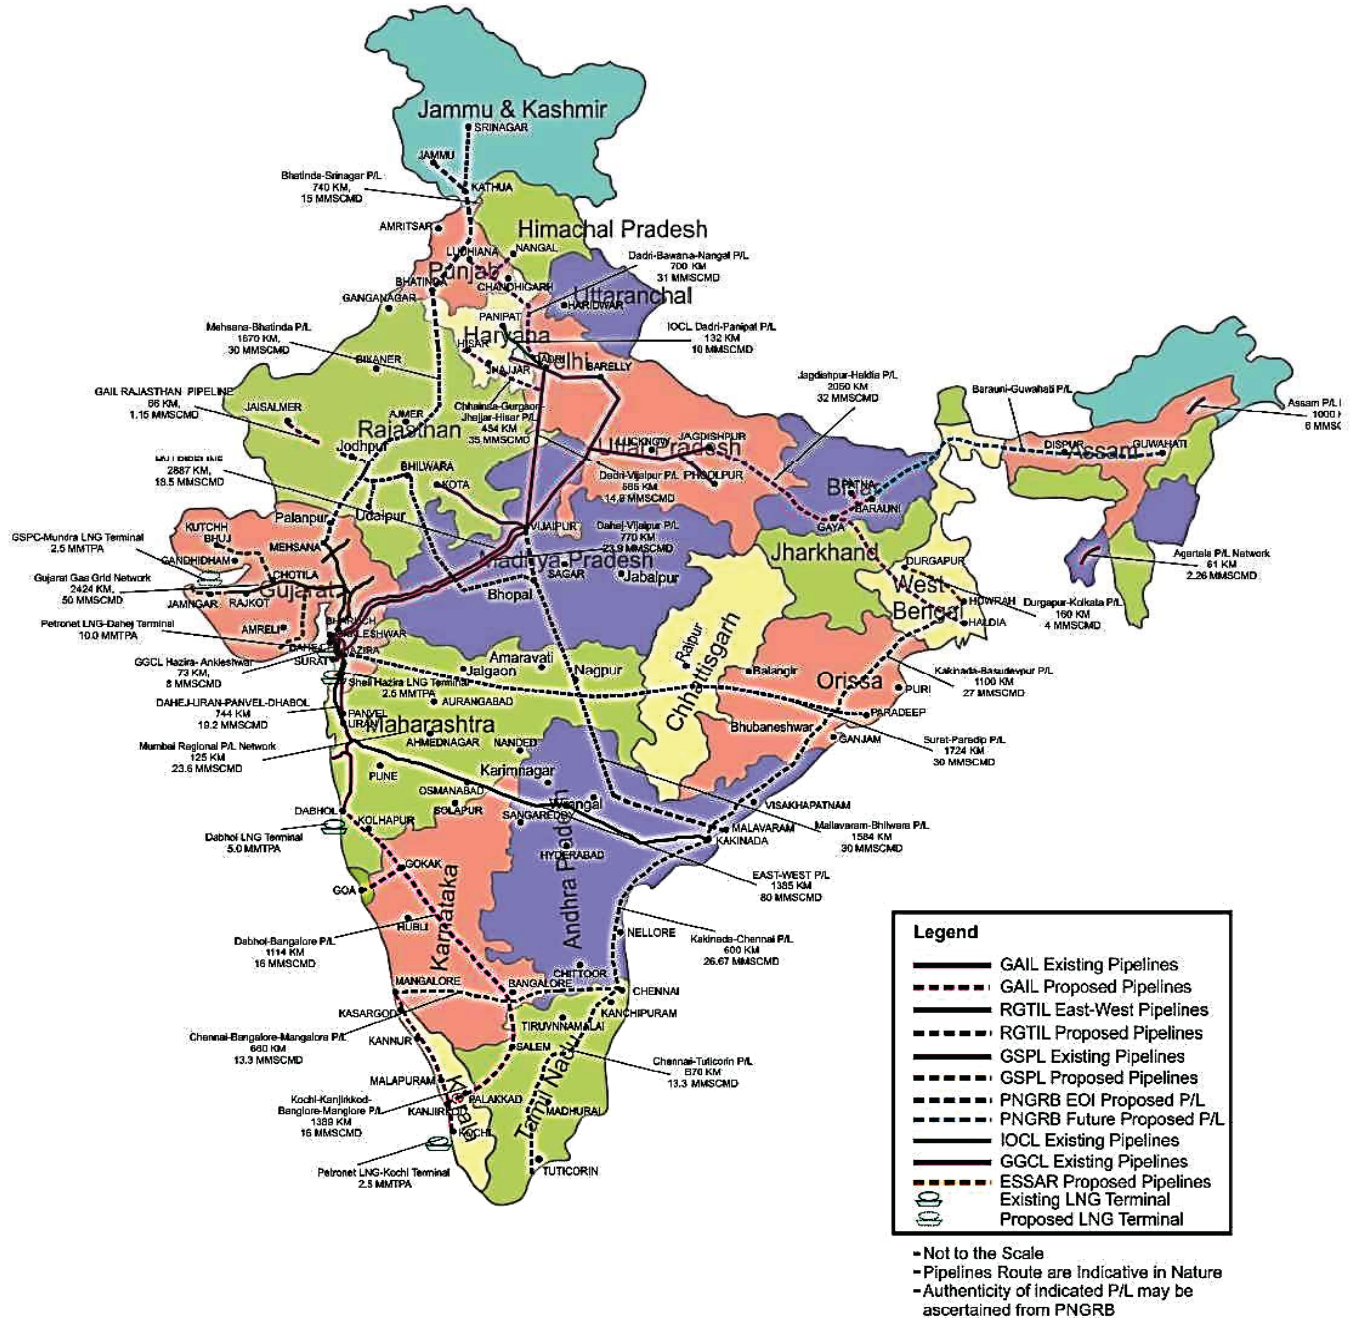 Jammu & Kashmir
SRINAGAR
JAMMU
KATHUA
Bhatinda-Srinagar P/L
740 KM,
15 MMSCMD
AMRITSAR
Himachal Pradesh
LUDHIANA
NANGAL
Punjab
BHATINDA
CHANDHIGARH
Dadri-Bawana-Nangal P/L
700 KM
31 MMSCMD
GANGANAGAR
Uttaranchal
HARIDWAR
PANIPAT
Haryana
HISAR
Mehsana-Bhatinda P/L
1670 KM,
30 MMSCMD
IOCL Dadri-Panipat P/L
132 KM
10 MMSCMD
BIKANER
DADRI
Delhi
JHAJJAR
BARELLY
Jagdishpur-Haldia P/L
2050 KM
32 MMSCMD
Barauni-Guwahati P/L
GAIL RAJASTHAN PIPELINE
66 KM,
1.15 MMSCMD
JAISALMER
AJMER
Rajasthan
Chhainsa-Gurgaon-
Jhajjar-Hisar P/L
454 KM
35 MMSCMD
Assam P/L
1000
6 MMSC
Jodhpur
LUCKNOW
JAGDISHPUR
Uttar Pradesh
DISPUR
GUWAHATI
Assam
2887 KM,
18.5 MMSCMD
BHILWARA
KOTA
Dadri-Vijaipur P/L
PHOOLPUR
PATNA
Bihar
BARAUNI
GAYA
Palanpur
Udaipur
VIJAIPUR
Dahej-Vijaipur P/L
770 KM
23.9 MMSCMD
KUTCHH
BHUJ
GSPC-Mundra LNG Terminal
2.5 MMTPA
MEHSANA
GANDHIDHAM
Madhya Pradesh
SAGAR
Jabalpur
Jharkhand
DURGAPUR
Agartala P/L Network
61 KM
2.26 MMSCMD
Gujarat Gas Grid Network
2424 KM,
50 MMSCMD
CHOTILA
Gujarat
JAMNGAR
RAJKOT
Bhopal
West
Bengal
HOWRAH
HALDIA
Durgapur-Kolkata P/L
160 KM
4 MMSCMD
Petronet LNG-Dahej Terminal
10.0 MMTPA
AMRELI
BHARUCH
ANKLESHWAR
DAHEJ
HAZIRA
SURAT
GGCL Hazira- Ankleshwar
73 KM,
8 MMSCMD
Shell Hazira LNG Terminal
2.5 MMTPA
Amaravati
Jalgaon
Nagpur
Raipur
Chhattisgarh
Balangir
Orissa
PURI
Kakinada-Basudevpur P/L
1100 KM
27 MMSCMD
DAHEJ-URAN-PANVEL-DHABOL
744 KM
19.2 MMSCMD
AURANGABAD
PANVEL
URAN
Maharashtra
PARADEEP
Bhubaneshwar
GANJAM
Surat-Paradip P/L
1724 KM
30 MMSCMD
Mumbai Regional P/L Network
125 KM
23.6 MMSCMD
AHMEDNAGAR
NANDED
PUNE
Karimnagar
OSMANABAD
SOLAPUR
Wrangal
SANGAREDDY
HYDERABAD
VISAKHAPATNAM
MALAVARAM
KAKINADA
Mallavaram-Bhilwara P/L
1584 KM
30 MMSCMD
DABHOL
KOLHAPUR
Dabhol LNG Terminal
5.0 MMTPA
GOKAK
GOA
Karnataka
HUBLI
Andhra Pradesh
EAST-WEST P/L
1385 KM
80 MMSCMD
Dabhol-Bangalore P/L
1114 KM
16 MMSCMD
NELLORE
Kakinada-Chennai P/L
600 KM
26.67 MMSCMD
CHITTOOR
MANGALORE
BANGALORE
CHENNAI
KASARGOD
KANCHIPURAM
TIRUVNNAMALAI
KANNUR
SALEM
Chennai-Bangalore-Mangalore P/L
660 KM
13.3 MMSCMD
Chennai-Tuticorin P/L
670 KM
13.3 MMSCMD
MALAPURAM
Kerala
Tamil Nadu
Kochi-Kanjirkkod-
Banglore-Manglore P/L
1389 KM
16 MMSCMD
KANJIRKOD
PALAKKAD
MADHURAI
KOCHI
Petronet LNG-Kochi Terminal
2.5 MMTPA
TUTICORIN
Legend
GAIL Existing Pipelines
GAIL Proposed Pipelines
RGTIL East-West Pipelines
RGTIL Proposed Pipelines
GSPL Existing Pipelines
GSPL Proposed Pipelines
PNGRB EOI Proposed P/L
PNGRB Future Proposed P/L
IOCL Existing Pipelines
GGCL Existing Pipelines
ESSAR Proposed Pipelines
Existing LNG Terminal
Proposed LNG Terminal
-Not to the Scale
-Pipelines Route are Indicative in Nature
-Authenticity of indicated P/L may be
ascertained from PNGRB